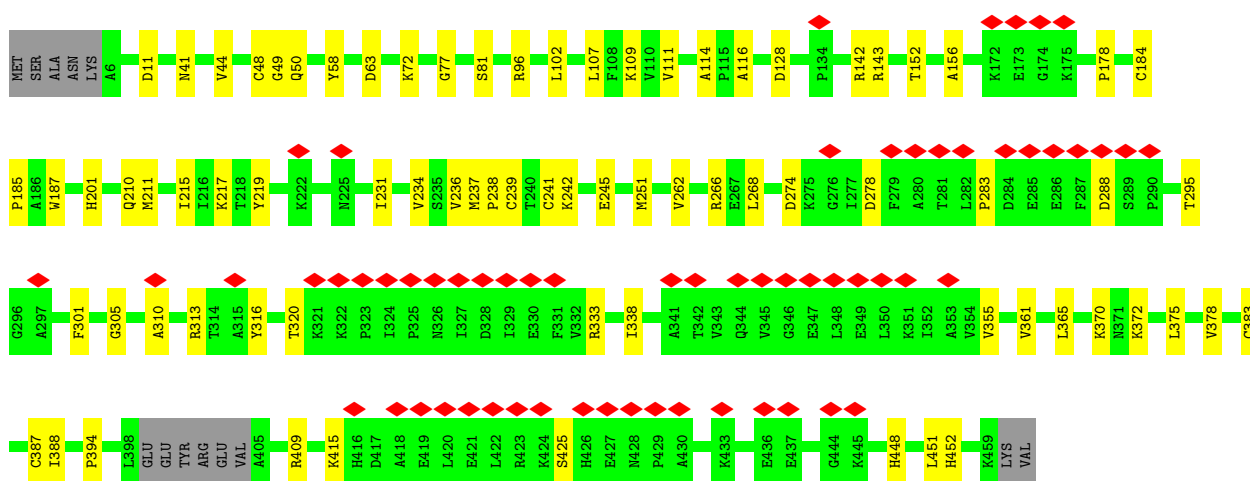 MET SER ALA ASN LYS A6 D11 N41 V44 C48 G49 Q50 Y58 D63 K72 G77 S81 R96 L102 L107 F108 K109 V110 V111 A114 P115 A116 D128 P134 R142 R143 T152 A156 K172 E173 G174 K175 P178 C184
P185 A186 W187 H201 Q210 M211 I215 I216 K217 T218 Y219 K222 N225 I231 V234 S235 V236 M237 P238 C239 T240 C241 K242 E245 M251 V262 R266 E267 L268 D274 K275 G276 I277 D278 F279 A280 T281 L282 P283 D284 E285 E286 F287 D288 S289 P290 T295
G296 A297 F301 G305 A310 R313 T314 A315 Y316 T320 K321 K322 P323 I324 P325 N326 I327 D328 I329 E330 F331 V332 R333 I338 A341 T342 V343 Q344 V345 G346 E347 L348 E349 L350 K351 I352 A353 V354 V355 V361 L365 K370 N371 K372 L375 V378 C383
C387 I388 P394 L398 GLU GLU TYR ARG GLU VAL A405 R409 K415 H416 D417 A418 E419 L420 E421 L422 R423 K424 S425 H426 E427 N428 P429 A430 K433 E436 E437 G444 K445 H448 L451 H452 K459 LYS VAL